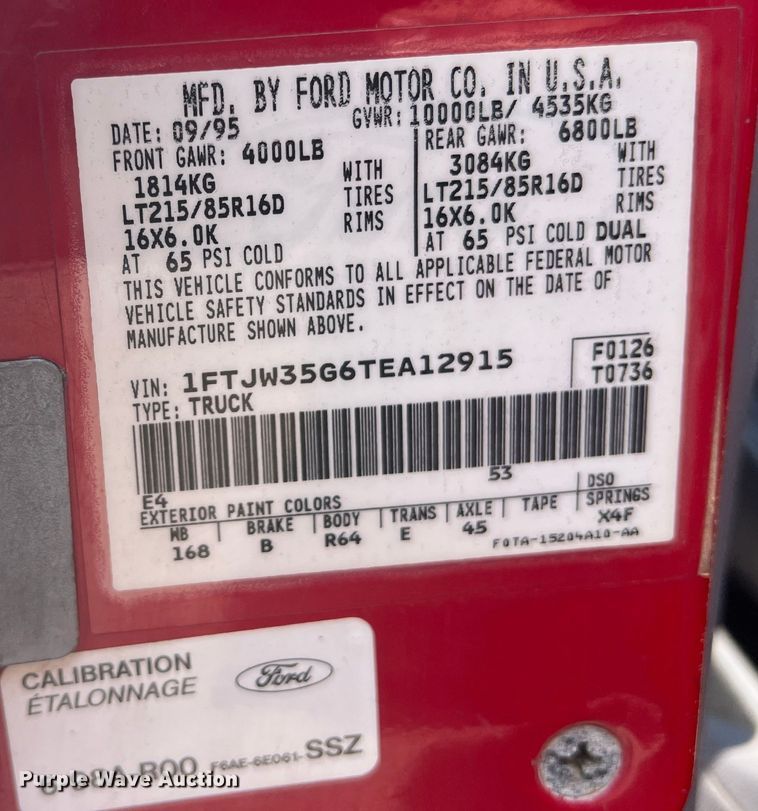 MFD. BY FORD MOTOR CO. IN U.S.A.
DATE: 09/95 GVWR: 10000LB/ 4535KG
FRONT GAWR: 4000LB REAR GAWR: 6800LB
1814KG WITH 3084KG WITH
LT215/85R16D TIRES LT215/85R16D TIRES
16X6.0K RIMS 16X6.0K RIMS
AT 65 PSI COLD AT 65 PSI COLD DUAL
THIS VEHICLE CONFORMS TO ALL APPLICABLE FEDERAL MOTOR
VEHICLE SAFETY STANDARDS IN EFFECT ON THE DATE OF
MANUFACTURE SHOWN ABOVE.
VIN: 1FTJW35G6TEA12915 F0126
TYPE: TRUCK T0736
E4 53
EXTERIOR PAINT COLORS DSO
WB BRAKE BODY TRANS AXLE TAPE SPRINGS
168 B R64 E 45 X4F
F0TA-15204A10-AA
CALIBRATION Ford
ÉTALONNAGE
F6AE-6E061-SSZ
Purple Wave Auction